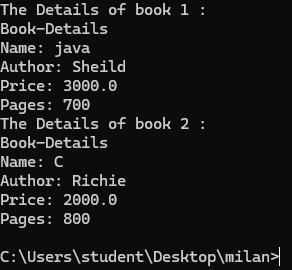 The Details of book 1 :
Book-Details
Name: java
Author: Sheild
Price: 3000.0
Pages: 700
The Details of book 2 :
Book-Details
Name: C
Author: Richie
Price: 2000.0
Pages: 800
C:\Users\student\Desktop\milan>